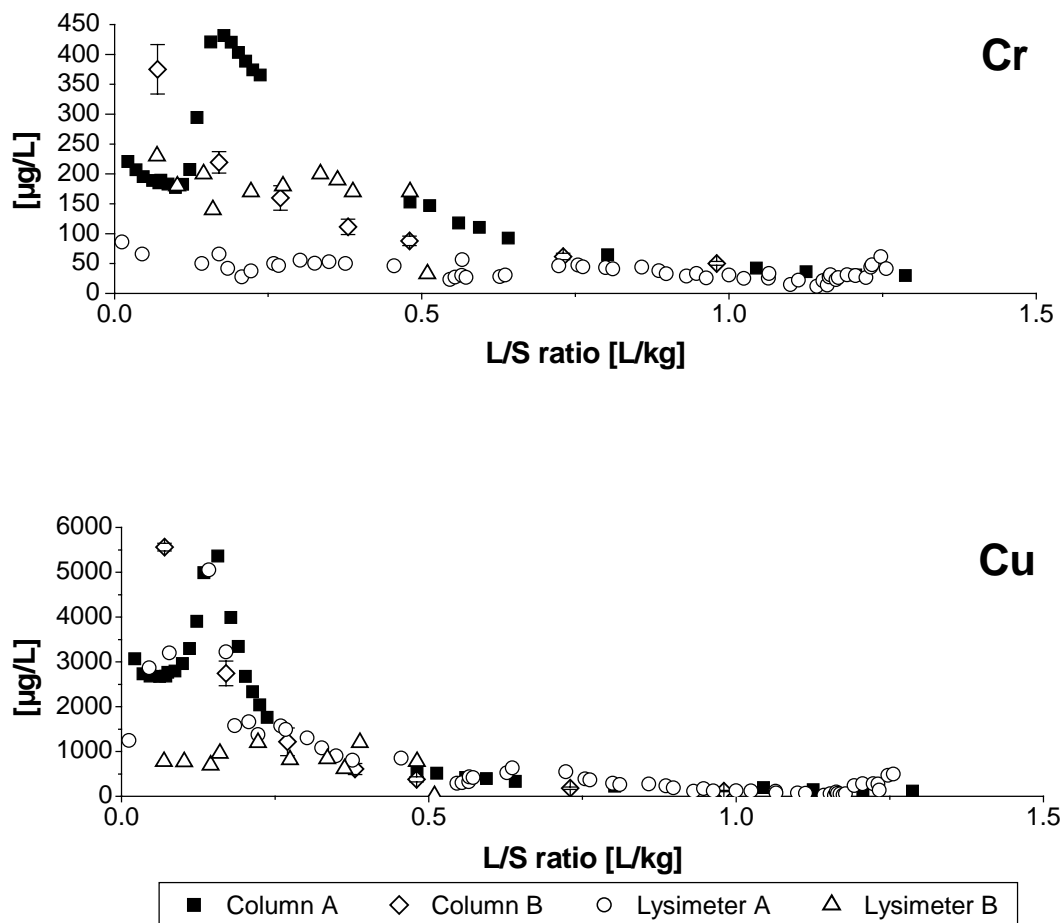 450
400
350
300
250
200
150
100
50
0
[µg/L]
Cr
0.0
0.5
1.0
1.5
L/S ratio [L/kg]
6000
5000
4000
3000
2000
1000
0
[µg/L]
Cu
0.0
0.5
1.0
1.5
L/S ratio [L/kg]
Column A
Column B
Lysimeter A
Lysimeter B